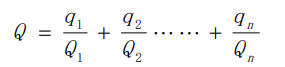 Q = q₁/Q₁ + q₂/Q₂ …… + qₙ/Qₙ